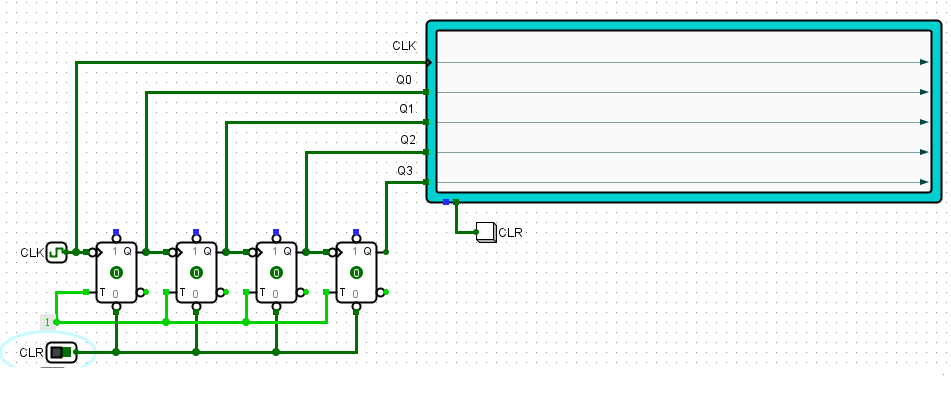 CLK
Q0
Q1
Q2
Q3
CLR
CLK 1 Q 1 Q 1 Q 1 Q
0 0 0 0
T 0 T 0 T 0 T 0
1
CLR